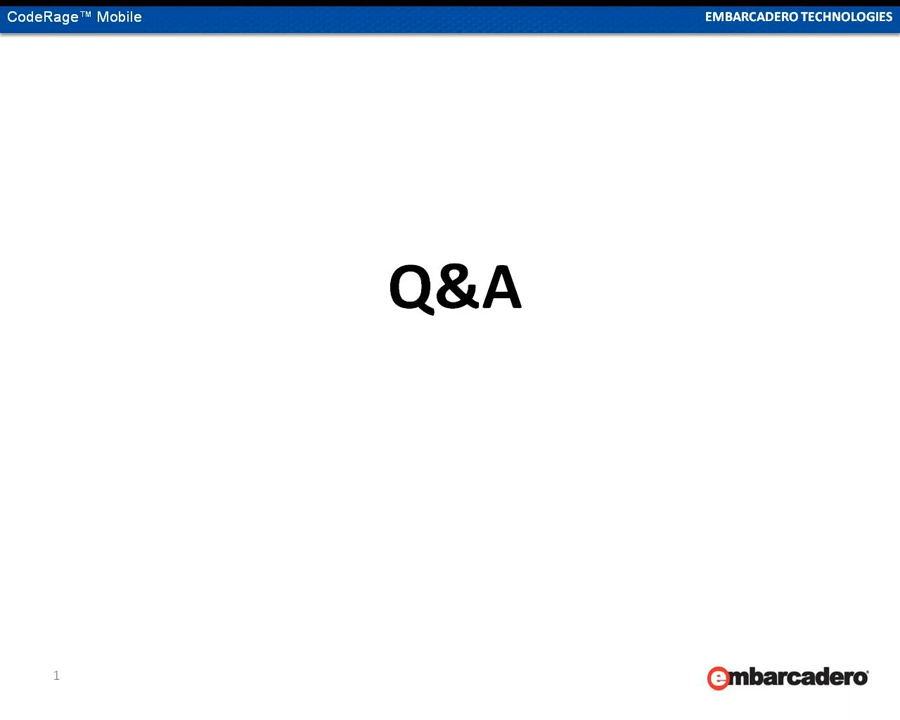 CodeRage™ Mobile
EMBARCADERO TECHNOLOGIES
Q&A
1
embarcadero